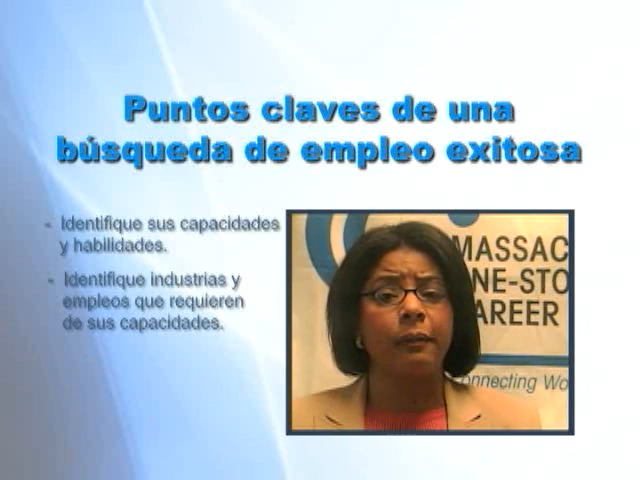 Puntos claves de una
búsqueda de empleo exitosa
- Identifique sus capacidades
y habilidades.
- Identifique industrias y
empleos que requieren
de sus capacidades.
MASSAC
NE-STO
AREER
onnecting Wo